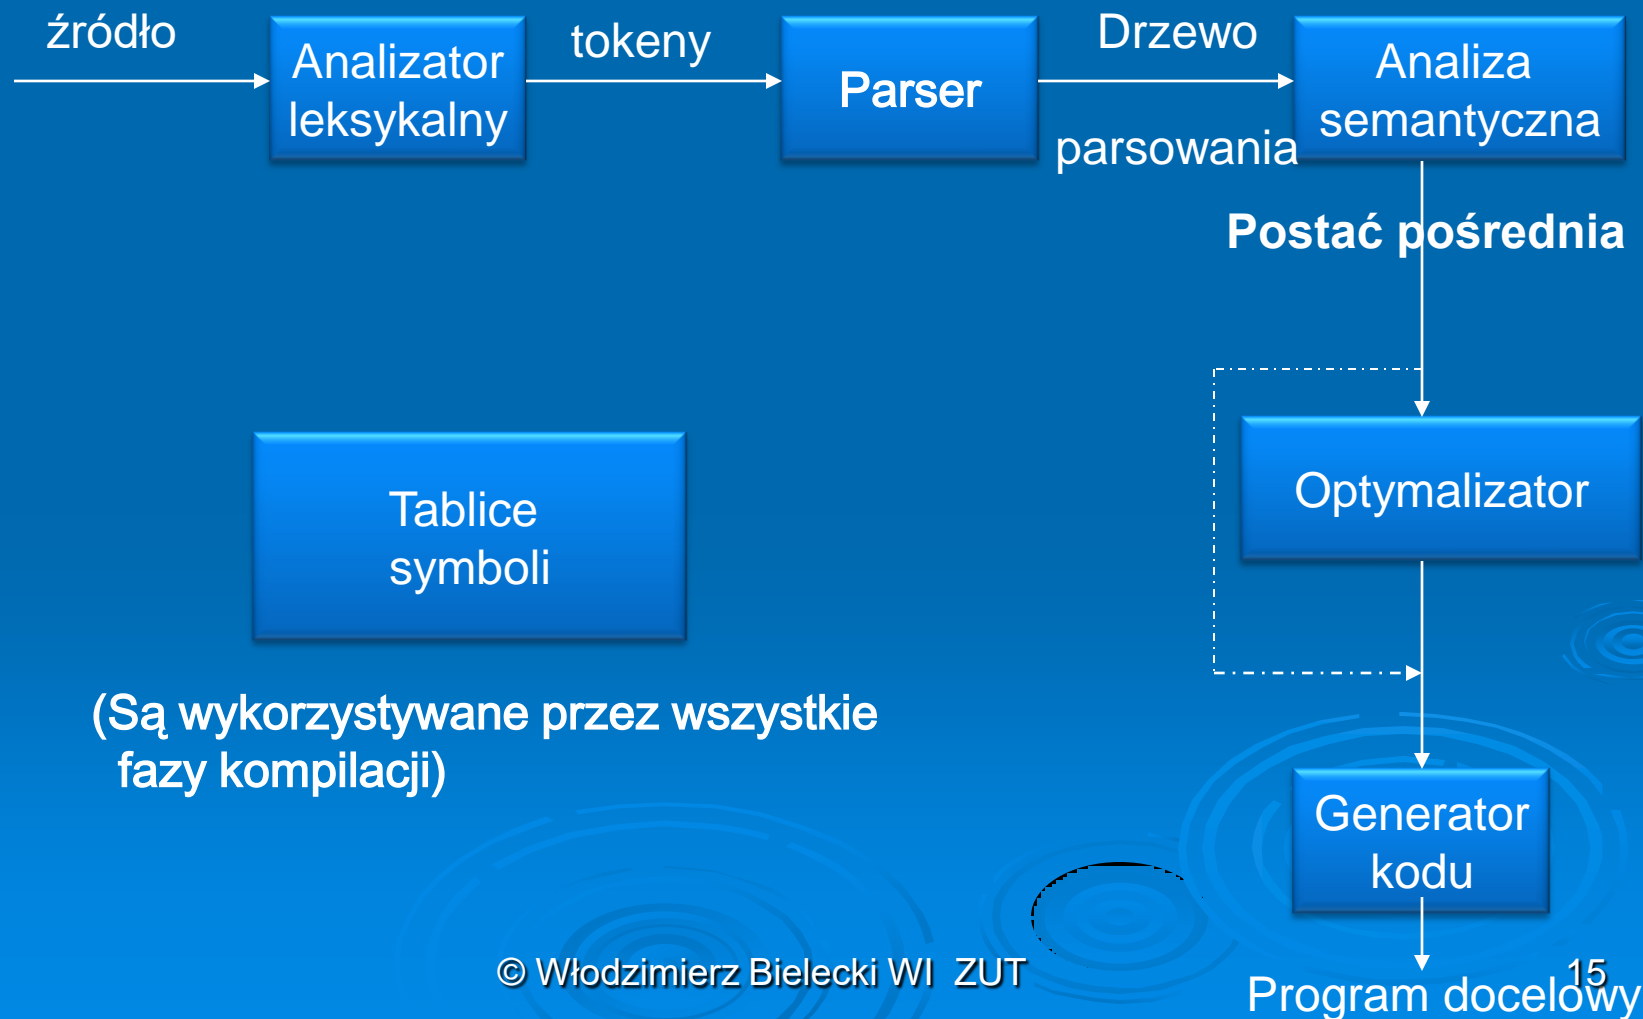 źródło
Analizator
leksykalny
tokeny
Parser
Drzewo
parsowania
Analiza
semantyczna
Postać pośrednia
Optymalizator
Tablice
symboli
(Są wykorzystywane przez wszystkie
fazy kompilacji)
Generator
kodu
© Włodzimierz Bielecki WI ZUT
15
Program docelowy